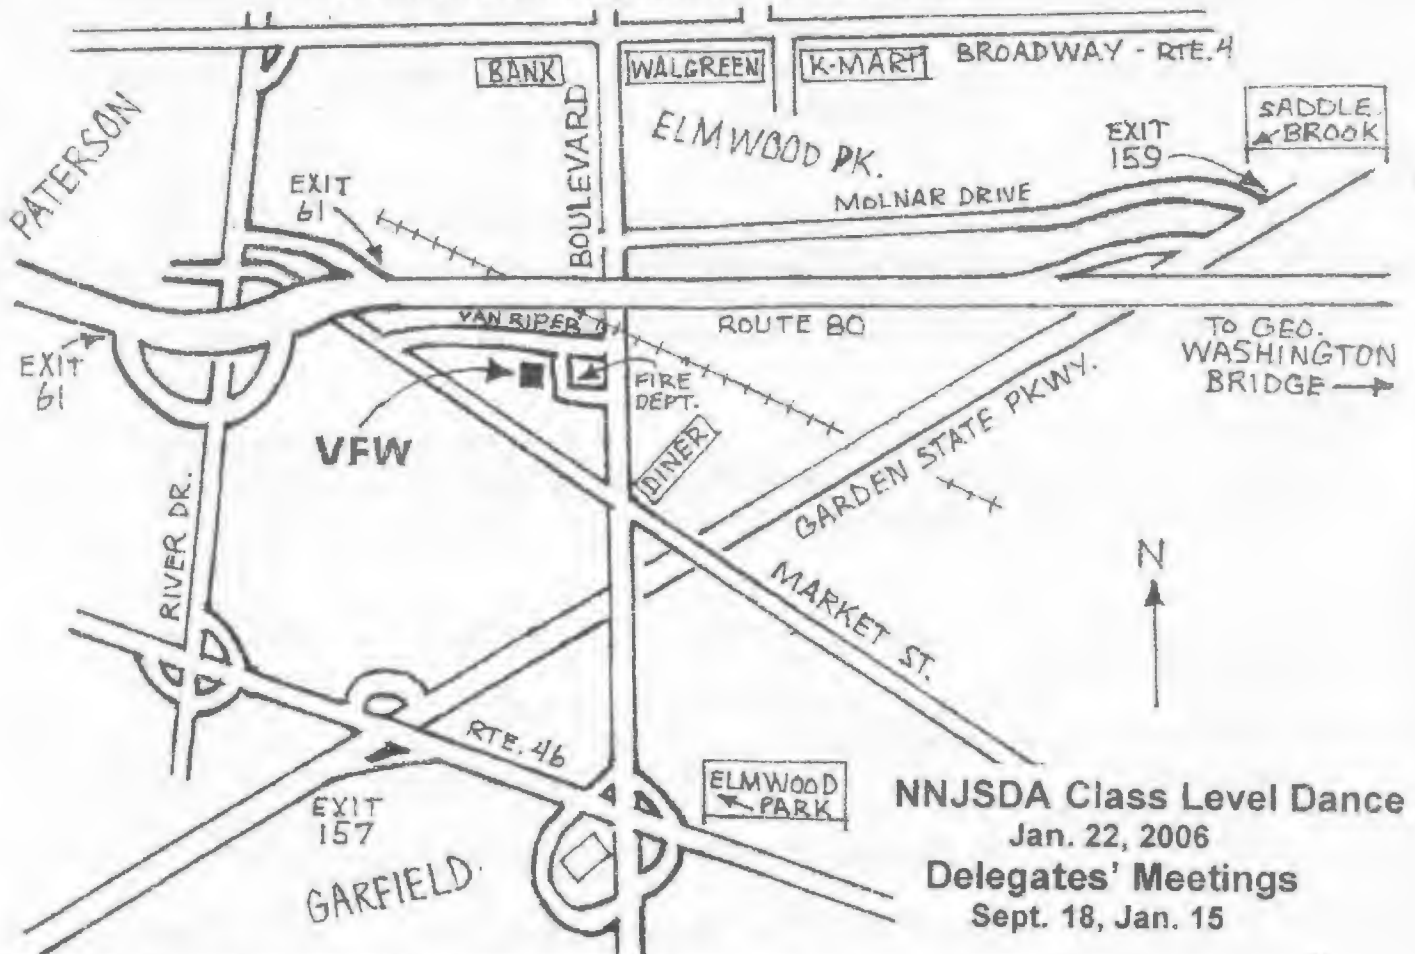 BANK
WALGREEN
K-MART
BROADWAY - RTE. 4
PATERSON
BOULEVARD
ELMWOOD PK.
EXIT
159
SADDLE
BROOK
EXIT
61
MOLNAR DRIVE
VAN RIPER
ROUTE 80
TO GEO.
WASHINGTON
BRIDGE
EXIT
61
FIRE
DEPT.
VFW
DINER
GARDEN STATE PKWY.
RIVER DR.
MARKET ST.
N
RTE. 46
ELMWOOD
PARK
EXIT
157
GARFIELD
NNJSDA Class Level Dance
Jan. 22, 2006
Delegates' Meetings
Sept. 18, Jan. 15